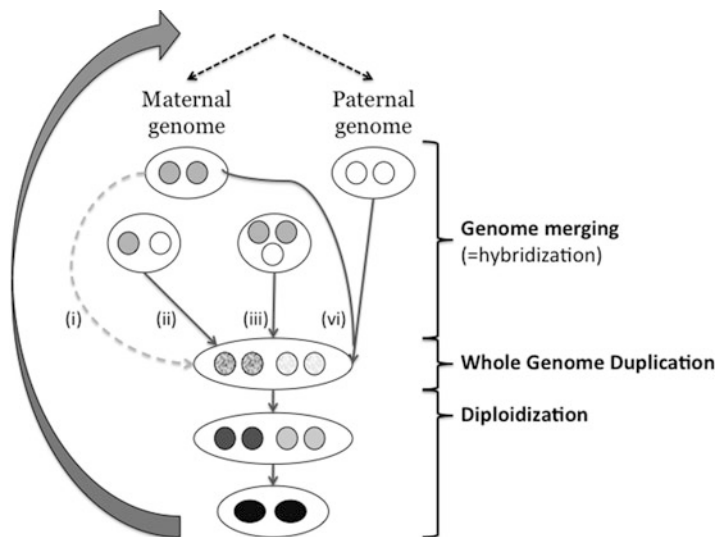 Maternal
genome
Paternal
genome
Genome merging
(=hybridization)
(i)
(ii)
(iii)
(vi)
Whole Genome Duplication
Diploidization